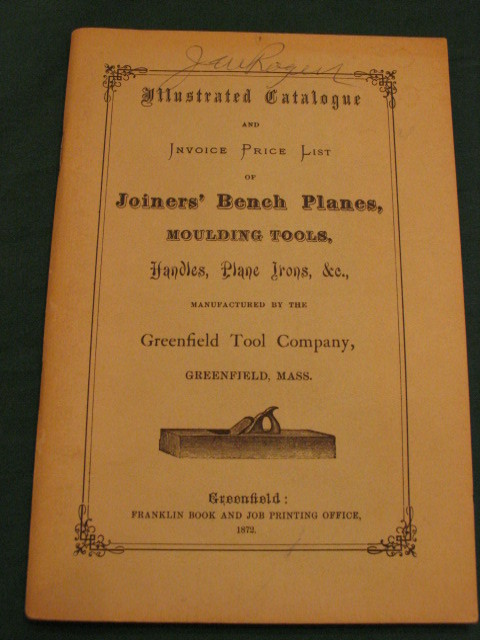 Illustrated Catalogue
AND
INVOICE PRICE LIST
OF
Joiners' Bench Planes,
MOULDING TOOLS,
Handles, Plane Irons, &c.,
MANUFACTURED BY THE
Greenfield Tool Company,
GREENFIELD, MASS.
Greenfield:
FRANKLIN BOOK AND JOB PRINTING OFFICE,
1872.